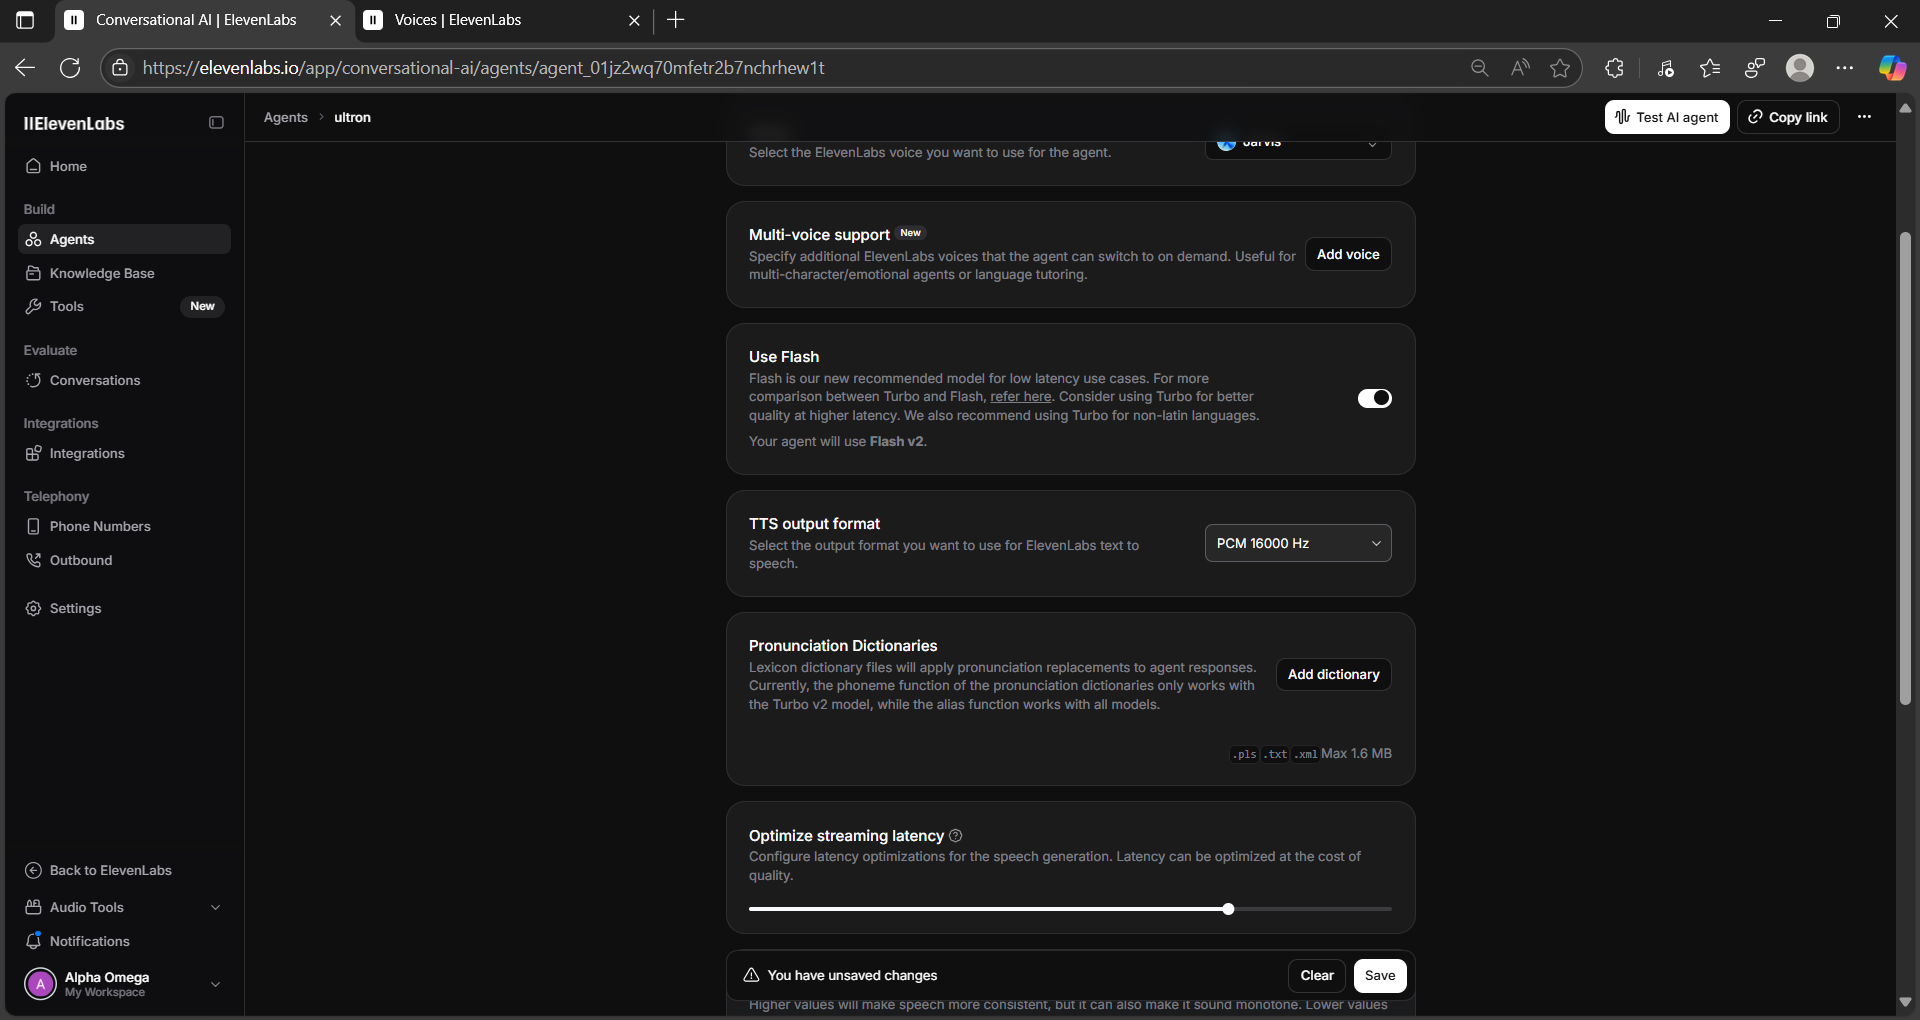 Conversational AI | ElevenLabs
Voices | ElevenLabs
https://elevenlabs.io/app/conversational-ai/agents/agent_01jz2wq70mfetr2b7nchrhew1t
IIElevenLabs
Agents > ultron
Test AI agent
Copy link
Home
Build
Agents
Knowledge Base
Tools
New
Evaluate
Conversations
Integrations
Integrations
Telephony
Phone Numbers
Outbound
Settings
Back to ElevenLabs
Audio Tools
Notifications
A
Alpha Omega
My Workspace
Select the ElevenLabs voice you want to use for the agent.
Jarvis
Multi-voice support New
Specify additional ElevenLabs voices that the agent can switch to on demand. Useful for
multi-character/emotional agents or language tutoring.
Add voice
Use Flash
Flash is our new recommended model for low latency use cases. For more
comparison between Turbo and Flash, refer here. Consider using Turbo for better
quality at higher latency. We also recommend using Turbo for non-latin languages.
Your agent will use Flash v2.
TTS output format
Select the output format you want to use for ElevenLabs text to
speech.
PCM 16000 Hz
Pronunciation Dictionaries
Lexicon dictionary files will apply pronunciation replacements to agent responses.
Currently, the phoneme function of the pronunciation dictionaries only works with
the Turbo v2 model, while the alias function works with all models.
Add dictionary
.pls .txt .xml Max 1.6 MB
Optimize streaming latency
Configure latency optimizations for the speech generation. Latency can be optimized at the cost of
quality.
You have unsaved changes
Clear
Save
Higher values will make speech more consistent, but it can also make it sound monotone. Lower values